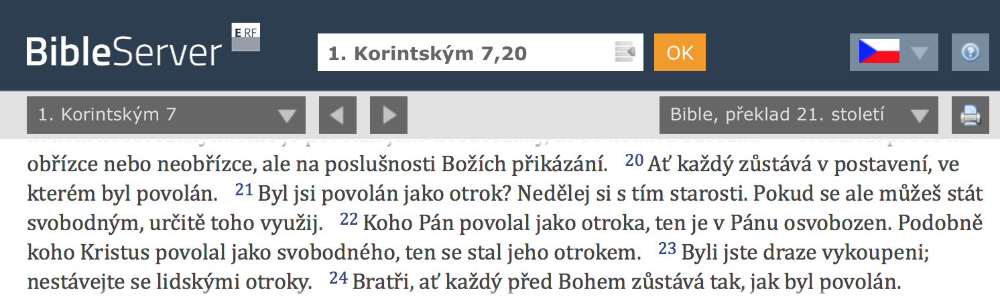 BibleServer ERF
1. Korintským 7,20
OK
1. Korintským 7
Bible, překlad 21. století
obřízce nebo neobřízce, ale na poslušnosti Božích přikázání. 20 Ať každý zůstává v postavení, ve
kterém byl povolán. 21 Byl jsi povolán jako otrok? Nedělej si s tím starosti. Pokud se ale můžeš stát
svobodným, určitě toho využij. 22 Koho Pán povolal jako otroka, ten je v Pánu osvobozen. Podobně
koho Kristus povolal jako svobodného, ten se stal jeho otrokem. 23 Byli jste draze vykoupeni;
nestávejte se lidskými otroky. 24 Bratři, ať každý před Bohem zůstává tak, jak byl povolán.